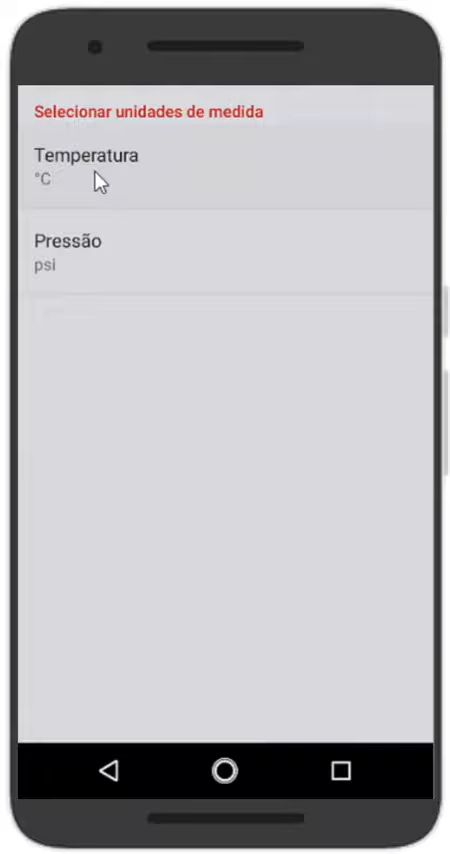 Selecionar unidades de medida
Temperatura
°C
Pressão
psi